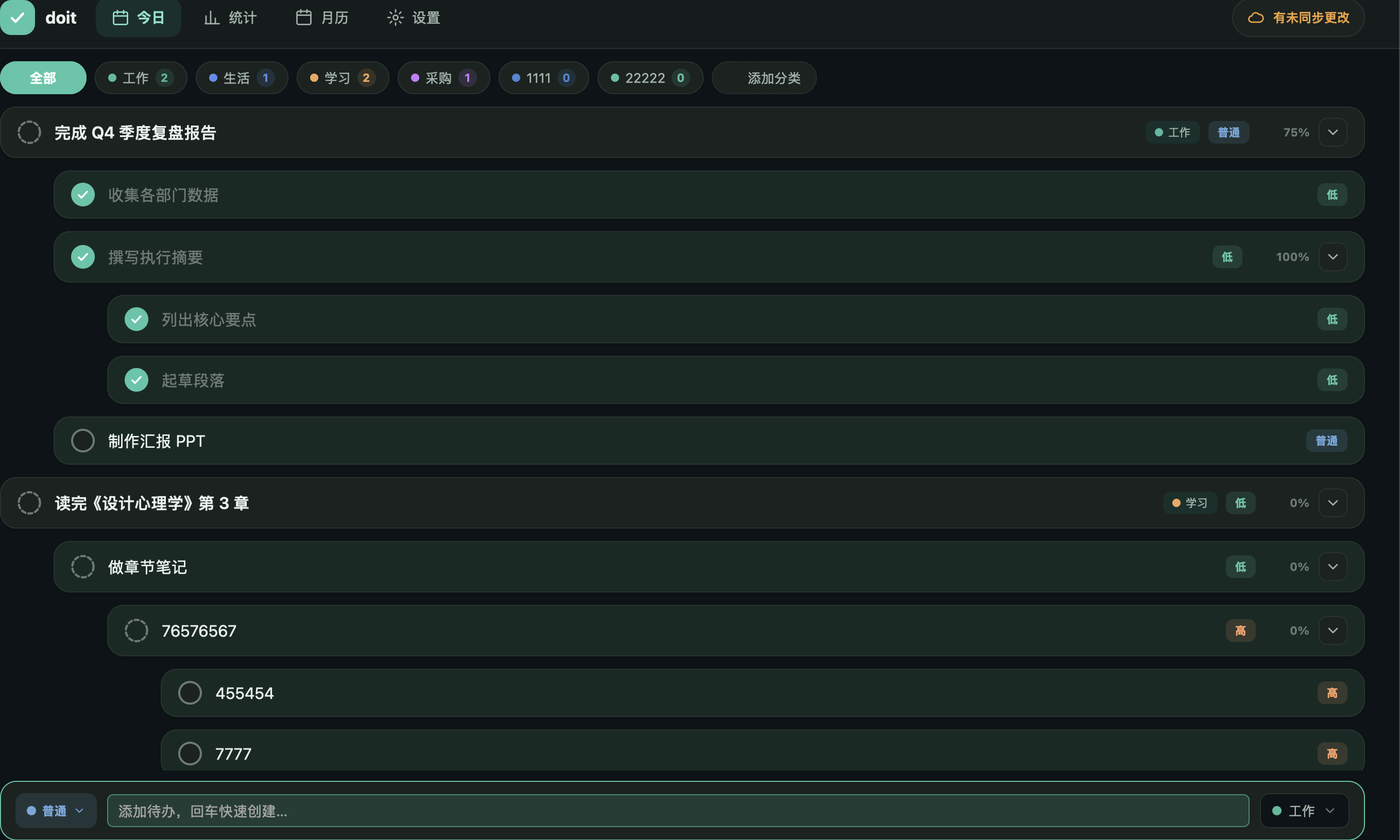 doit 今日 统计 月历 设置 有未同步更改
全部 工作 2 生活 1 学习 2 采购 1 1111 0 22222 0 添加分类
完成 Q4 季度复盘报告 工作 普通 75%
收集各部门数据 低
撰写执行摘要 低 100%
列出核心要点 低
起草段落 低
制作汇报 PPT 普通
读完《设计心理学》第 3 章 学习 低 0%
做章节笔记 低 0%
76576567 高 0%
455454 高
7777 高
普通 添加待办，回车快速创建... 工作